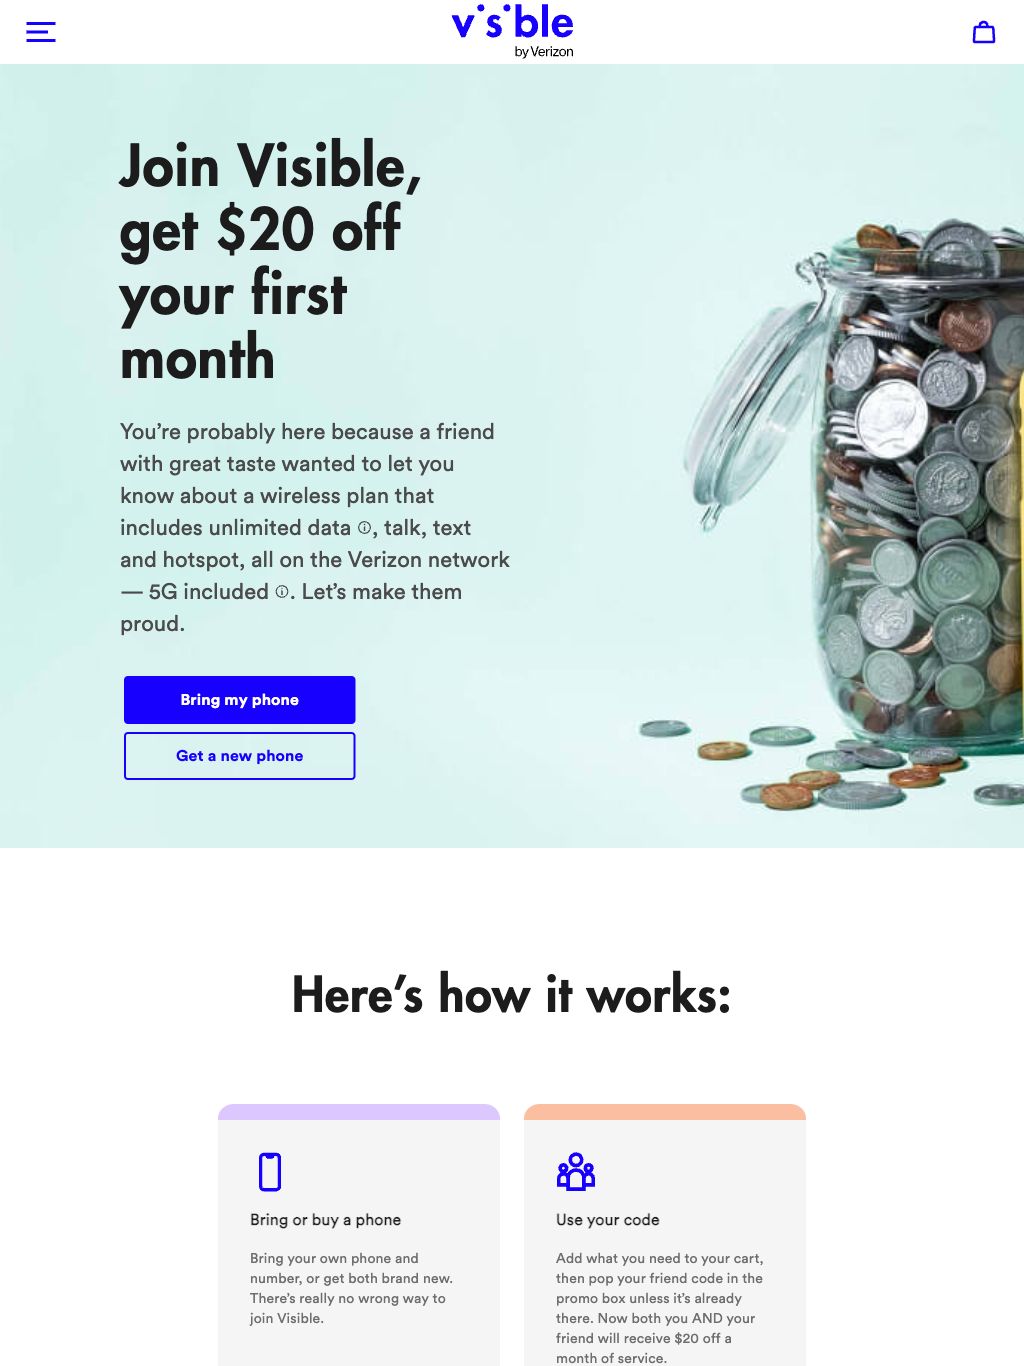 visible
by Verizon
Join Visible,
get $20 off
your first
month
You’re probably here because a friend
with great taste wanted to let you
know about a wireless plan that
includes unlimited data ⓘ, talk, text
and hotspot, all on the Verizon network
— 5G included ⓘ. Let’s make them
proud.
Bring my phone
Get a new phone
Here’s how it works:
Bring or buy a phone
Bring your own phone and
number, or get both brand new.
There’s really no wrong way to
join Visible.
Use your code
Add what you need to your cart,
then pop your friend code in the
promo box unless it’s already
there. Now both you AND your
friend will receive $20 off a
month of service.